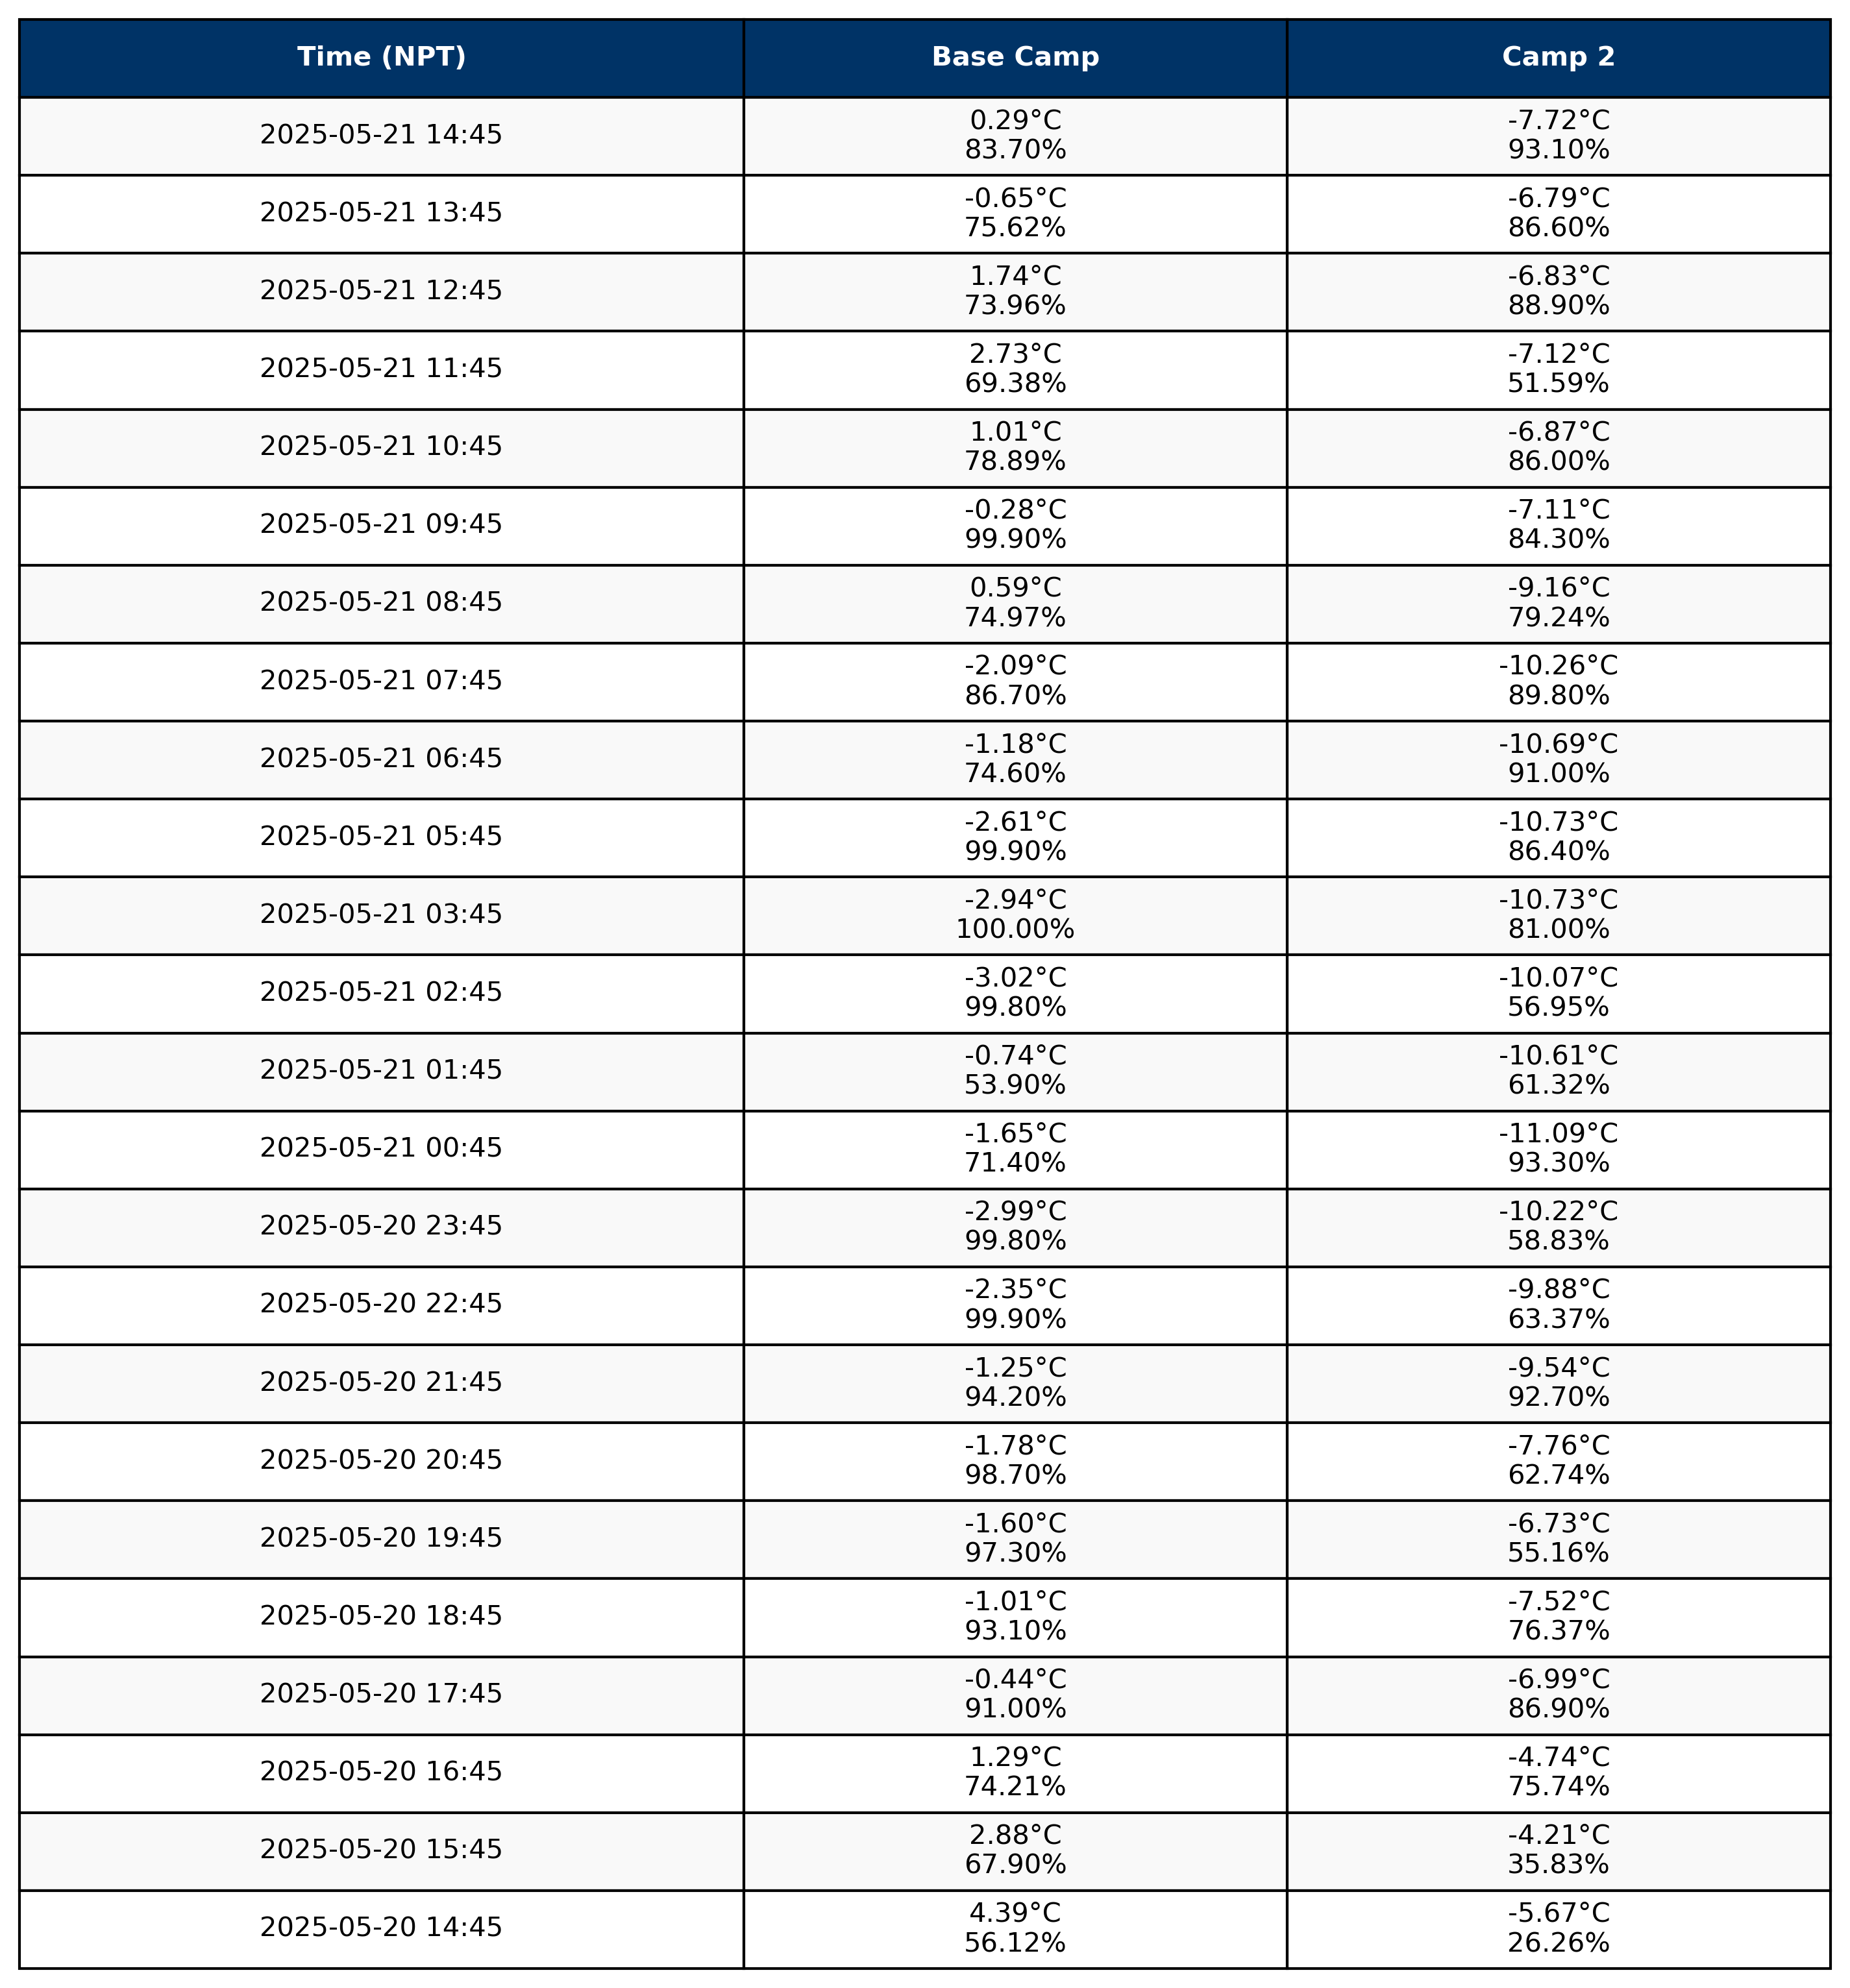 Time (NPT) Base Camp Camp 2
2025-05-21 14:45 0.29°C -7.72°C
83.70% 93.10%
2025-05-21 13:45 -0.65°C -6.79°C
75.62% 86.60%
2025-05-21 12:45 1.74°C -6.83°C
73.96% 88.90%
2025-05-21 11:45 2.73°C -7.12°C
69.38% 51.59%
2025-05-21 10:45 1.01°C -6.87°C
78.89% 86.00%
2025-05-21 09:45 -0.28°C -7.11°C
99.90% 84.30%
2025-05-21 08:45 0.59°C -9.16°C
74.97% 79.24%
2025-05-21 07:45 -2.09°C -10.26°C
86.70% 89.80%
2025-05-21 06:45 -1.18°C -10.69°C
74.60% 91.00%
2025-05-21 05:45 -2.61°C -10.73°C
99.90% 86.40%
2025-05-21 03:45 -2.94°C -10.73°C
100.00% 81.00%
2025-05-21 02:45 -3.02°C -10.07°C
99.80% 56.95%
2025-05-21 01:45 -0.74°C -10.61°C
53.90% 61.32%
2025-05-21 00:45 -1.65°C -11.09°C
71.40% 93.30%
2025-05-20 23:45 -2.99°C -10.22°C
99.80% 58.83%
2025-05-20 22:45 -2.35°C -9.88°C
99.90% 63.37%
2025-05-20 21:45 -1.25°C -9.54°C
94.20% 92.70%
2025-05-20 20:45 -1.78°C -7.76°C
98.70% 62.74%
2025-05-20 19:45 -1.60°C -6.73°C
97.30% 55.16%
2025-05-20 18:45 -1.01°C -7.52°C
93.10% 76.37%
2025-05-20 17:45 -0.44°C -6.99°C
91.00% 86.90%
2025-05-20 16:45 1.29°C -4.74°C
74.21% 75.74%
2025-05-20 15:45 2.88°C -4.21°C
67.90% 35.83%
2025-05-20 14:45 4.39°C -5.67°C
56.12% 26.26%